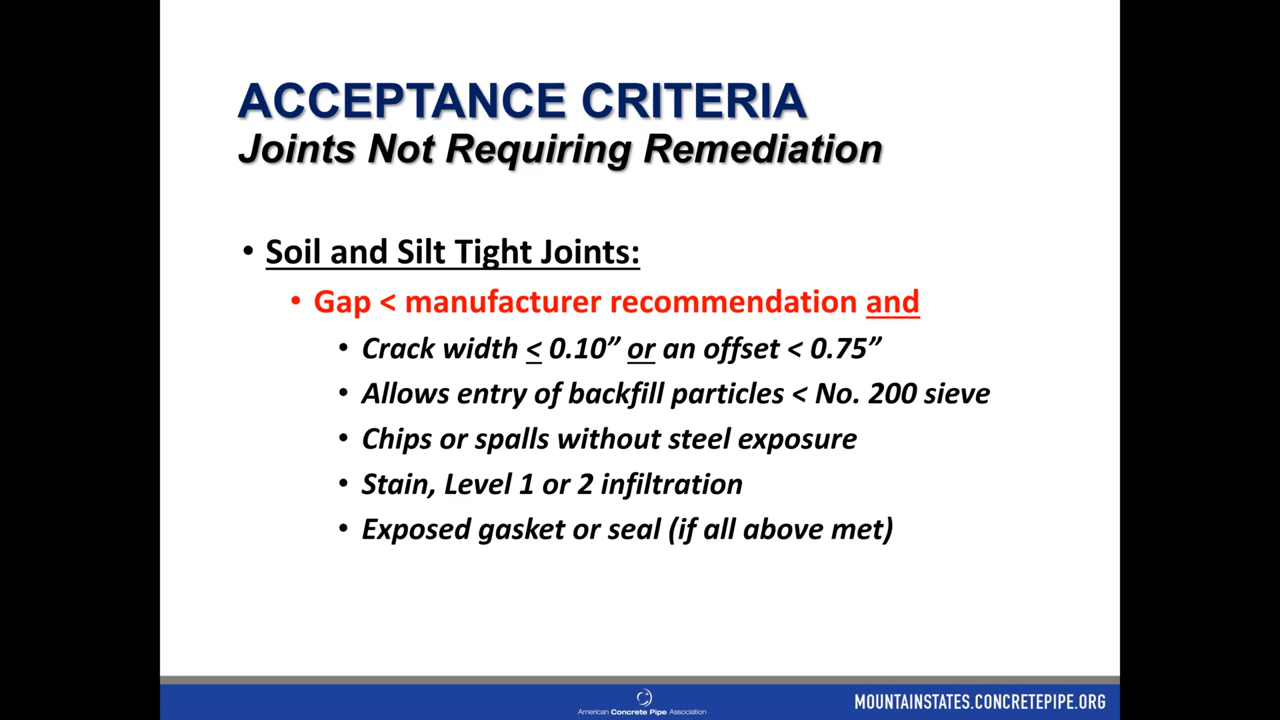 ACCEPTANCE CRITERIA
Joints Not Requiring Remediation
• Soil and Silt Tight Joints:
• Gap < manufacturer recommendation and
• Crack width < 0.10” or an offset < 0.75”
• Allows entry of backfill particles < No. 200 sieve
• Chips or spalls without steel exposure
• Stain, Level 1 or 2 infiltration
• Exposed gasket or seal (if all above met)
American Concrete Pipe Association
MOUNTAINSTATES.CONCRETEPIPE.ORG